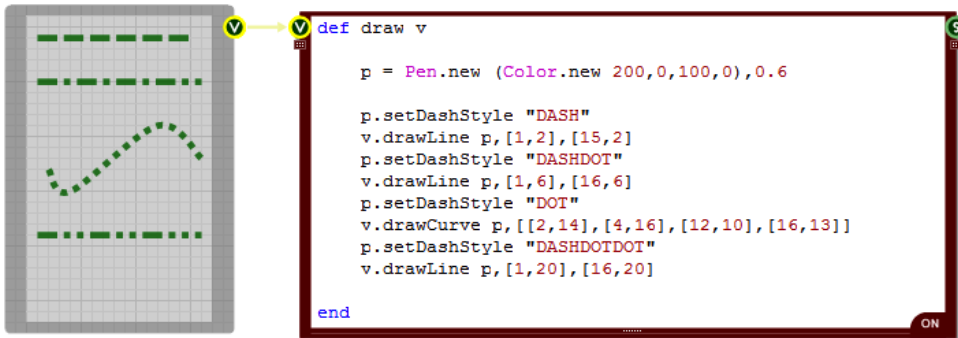 V V def draw v S
p = Pen.new (Color.new 200,0,100,0),0.6
p.setDashStyle "DASH"
v.drawLine p,[1,2],[15,2]
p.setDashStyle "DASHDOT"
v.drawLine p,[1,6],[16,6]
p.setDashStyle "DOT"
v.drawCurve p,[[2,14],[4,16],[12,10],[16,13]]
p.setDashStyle "DASHDOTDOT"
v.drawLine p,[1,20],[16,20]
end
ON